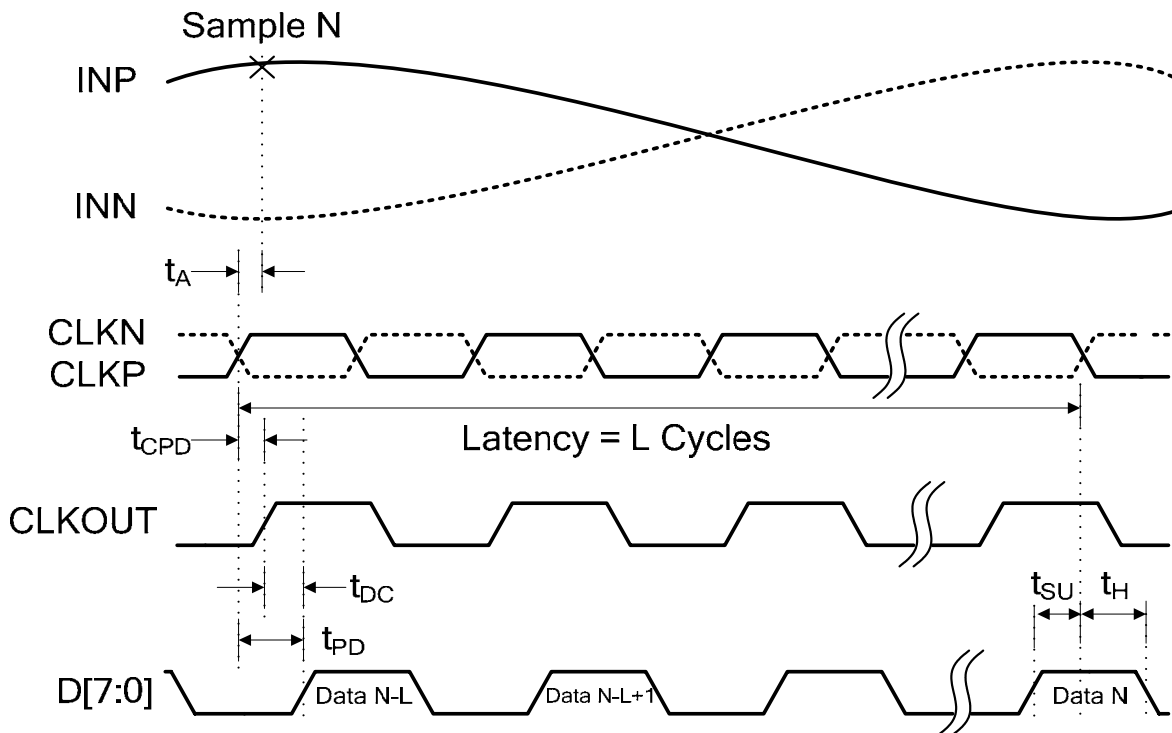 Sample N
INP
INN
tA
CLKN
CLKP
tCPD
Latency = L Cycles
CLKOUT
tDC
tSU
tH
tPD
D[7:0]
Data N-L
Data N-L+1
Data N